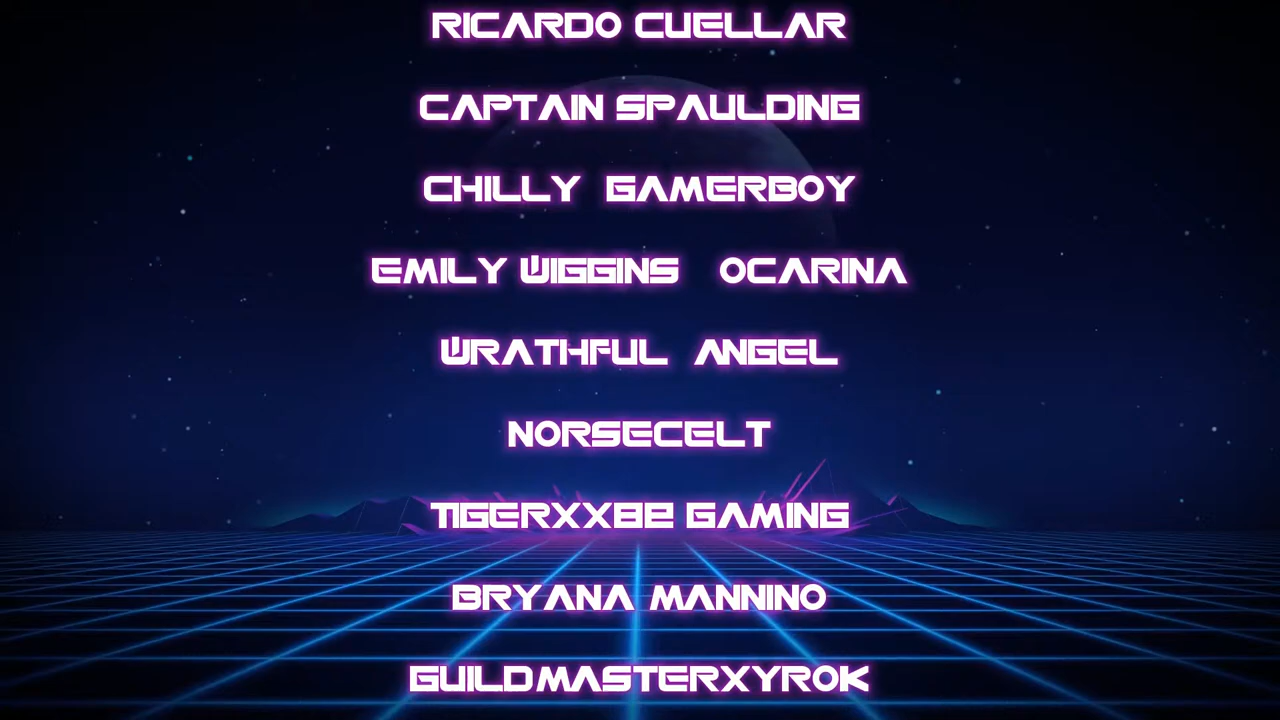 RICARDO CUELLAR
CAPTAIN SPAULDING
CHILLY GAMERBOY
EMILY WIGGINS OCARINA
WRATHFUL ANGEL
NORSECELT
TIGERXX82 GAMING
BRYANA MANNINO
GUILDMASTERXYROK